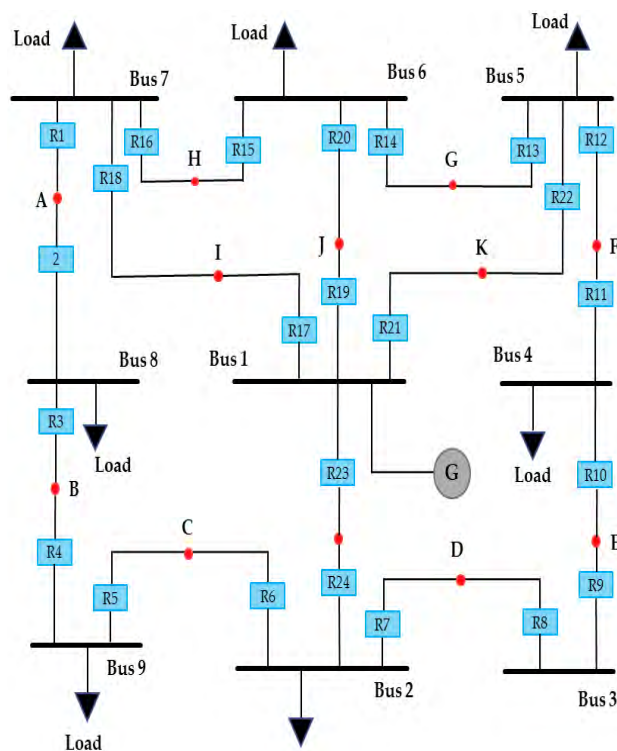 Load
Load
Load
Bus 7
Bus 6
Bus 5
R1
R16
R15
R20
R14
R13
R12
R18
H
G
R22
A
2
I
J
K
F
R19
R11
R17
R21
Bus 8
Bus 1
Bus 4
R3
Load
R23
G
Load
R10
B
C
D
E
R4
R5
R6
R24
R7
R8
R9
Bus 9
Bus 2
Bus 3
Load